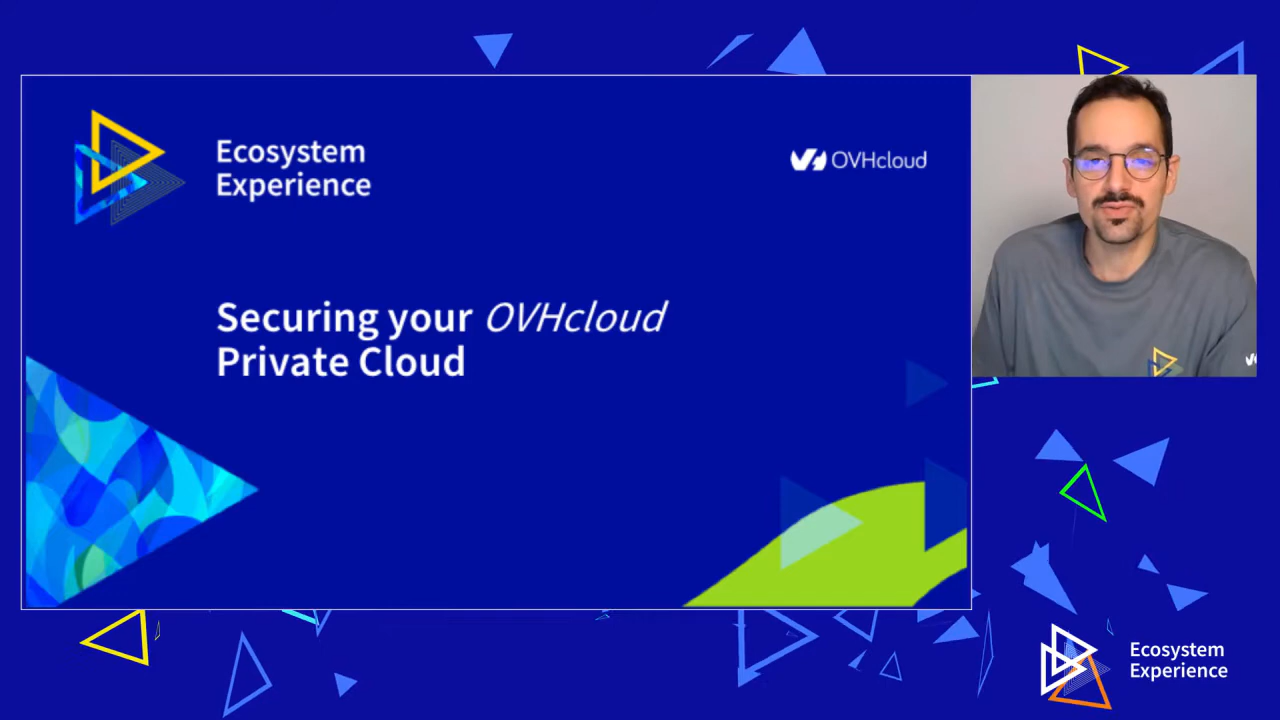 Ecosystem
Experience
OVHcloud
Securing your OVHcloud
Private Cloud
Ecosystem
Experience